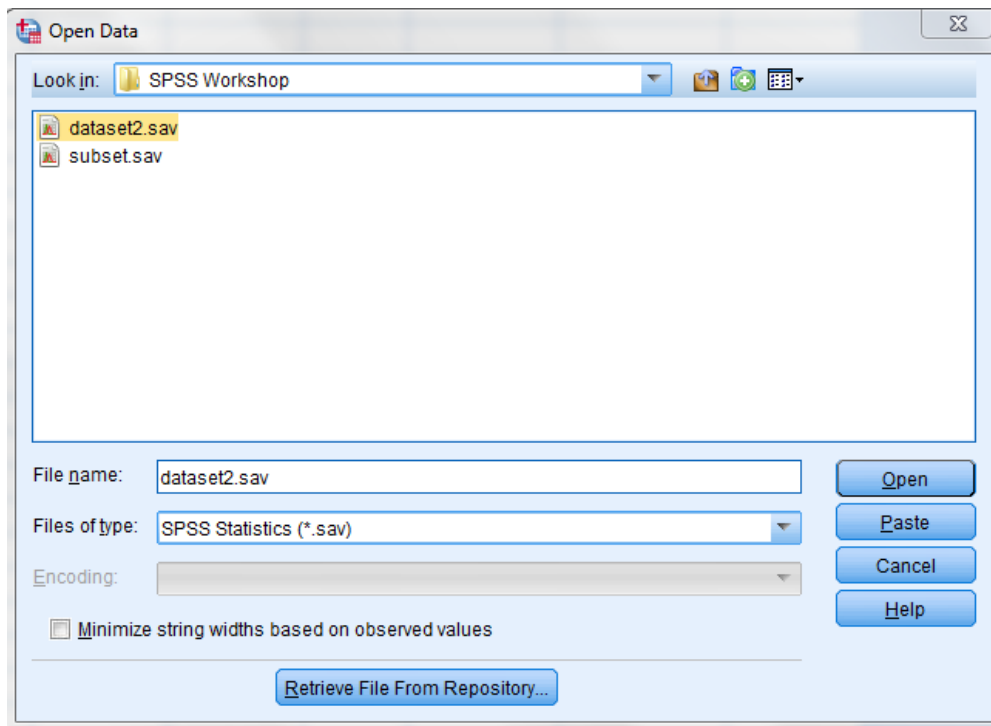 Open Data
Look in: SPSS Workshop
dataset2.sav
subset.sav
File name: dataset2.sav Open
Files of type: SPSS Statistics (*.sav) Paste
Encoding: Cancel
Help
Minimize string widths based on observed values
Retrieve File From Repository...